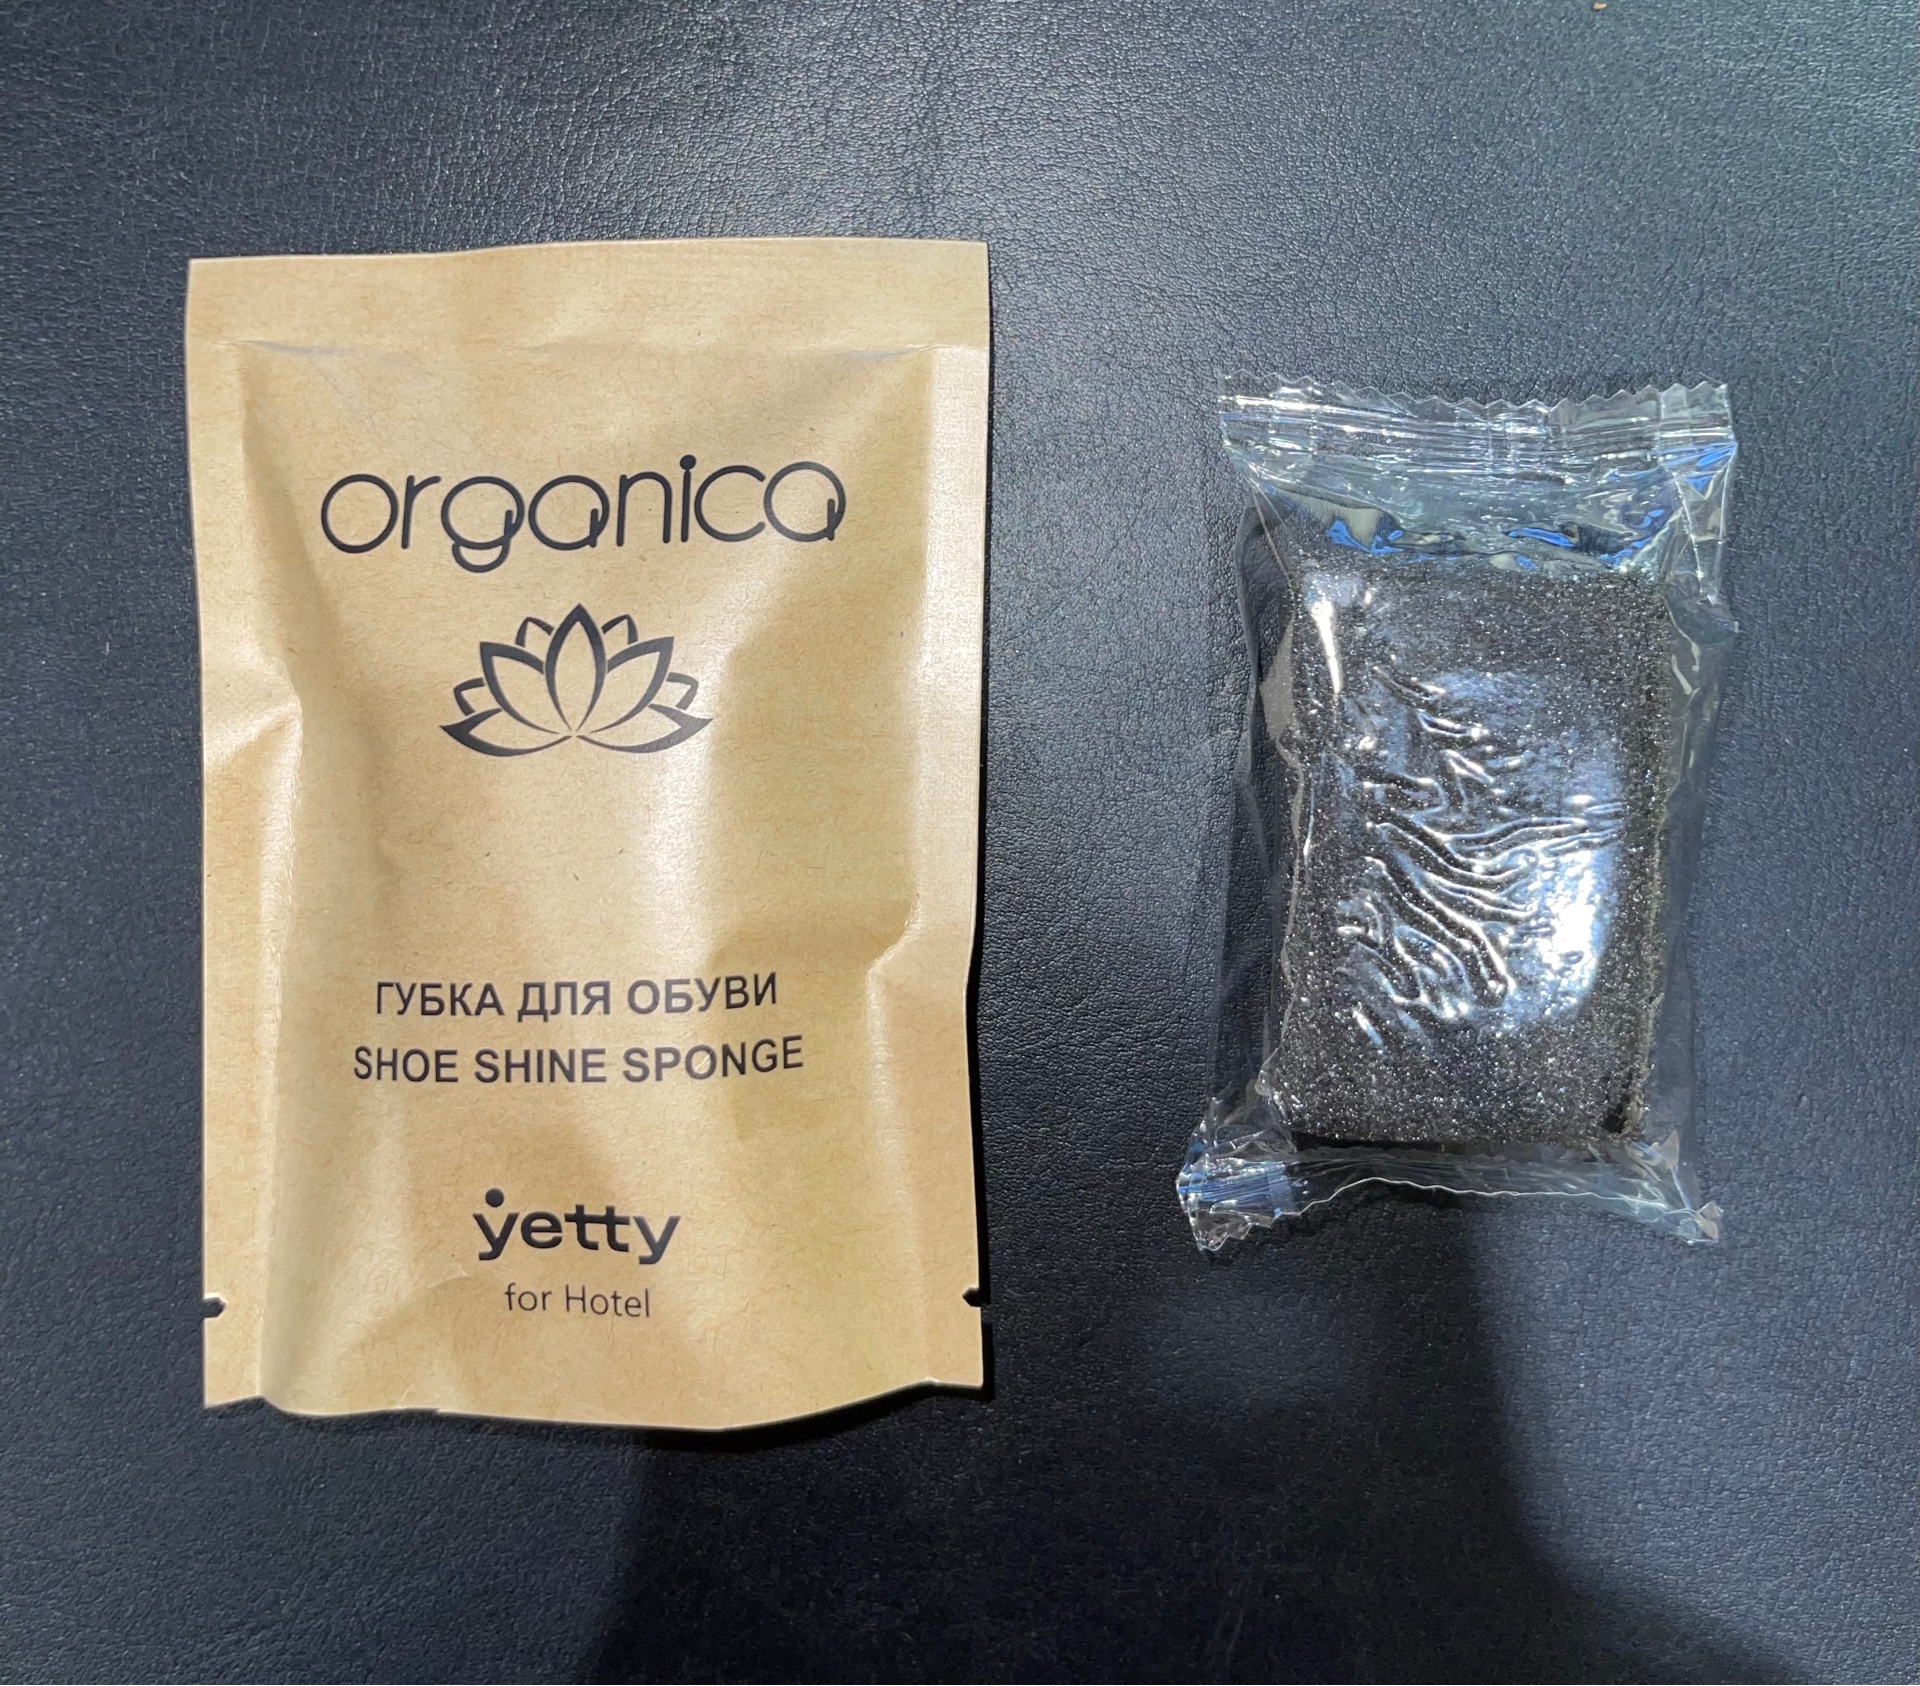 organica
ГУБКА ДЛЯ ОБУВИ
SHOE SHINE SPONGE
yetty
for Hotel